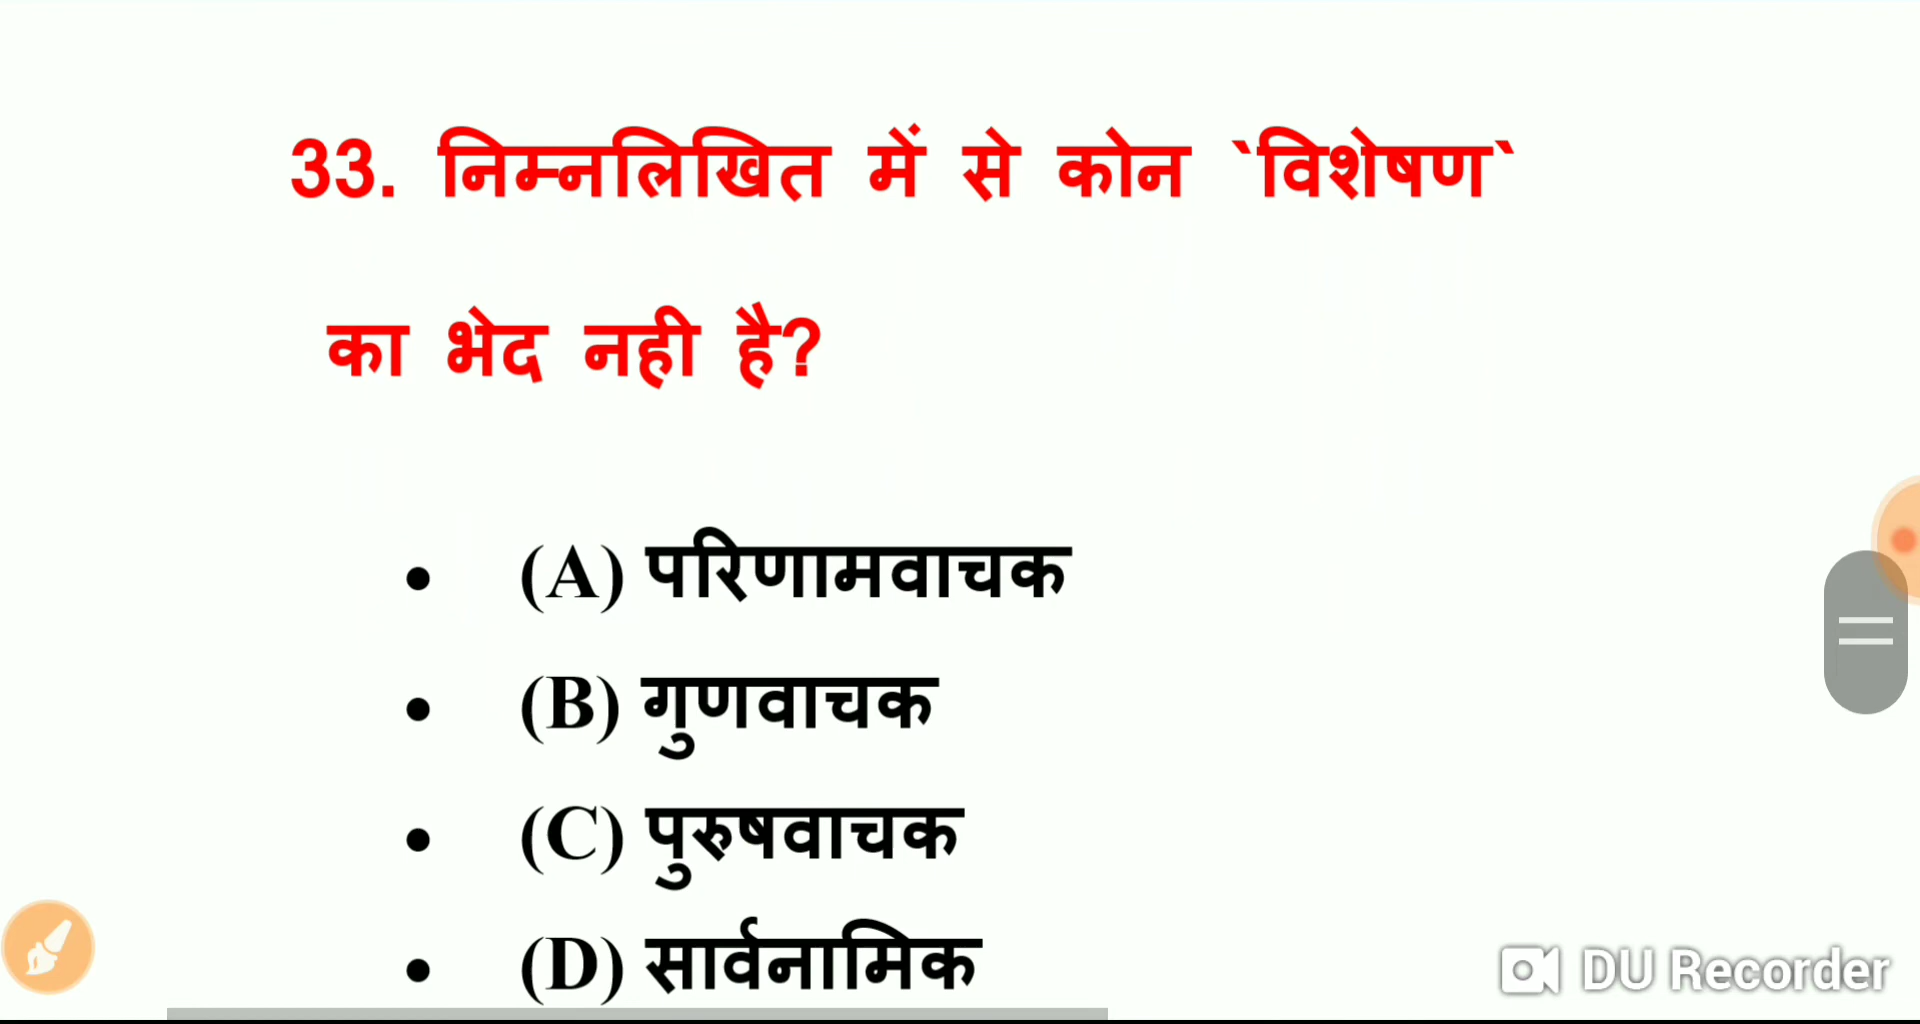 33. निम्नलिखित में से कोन `विशेषण`
का भेद नही है?
• (A) परिणामवाचक
• (B) गुणवाचक
• (C) पुरुषवाचक
• (D) सार्वनामिक
DU Recorder